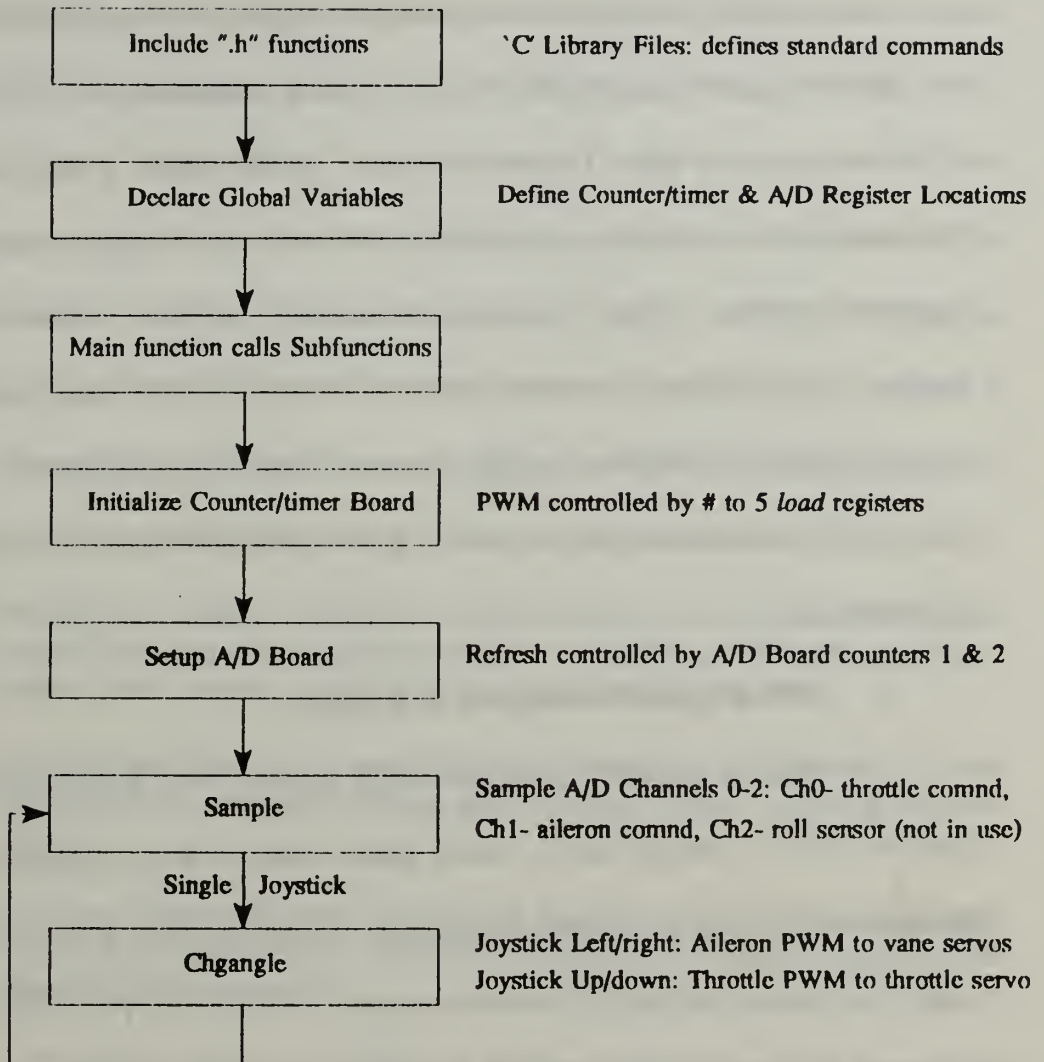 Include ".h" functions
`C' Library Files: defines standard commands
Declare Global Variables
Define Counter/timer & A/D Register Locations
Main function calls Subfunctions
Initialize Counter/timer Board
PWM controlled by # to 5 load registers
Setup A/D Board
Refresh controlled by A/D Board counters 1 & 2
Sample
Sample A/D Channels 0-2: Ch0- throttle comnd,
Ch1- aileron comnd, Ch2- roll sensor (not in use)
Single Joystick
Chgangle
Joystick Left/right: Aileron PWM to vane servos
Joystick Up/down: Throttle PWM to throttle servo